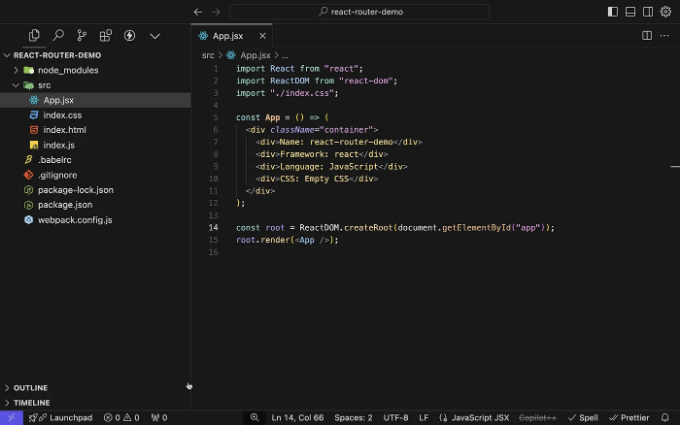 react-router-demo
REACT-ROUTER-DEMO
node_modules
src
App.jsx
index.css
index.html
index.js
.babelrc
.gitignore
package-lock.json
package.json
webpack.config.js
OUTLINE
TIMELINE
App.jsx
src > App.jsx > ...
1 import React from "react";
2 import ReactDOM from "react-dom";
3 import "./index.css";
4
5 const App = () => (
6 <div className="container">
7 <div>Name: react-router-demo</div>
8 <div>Framework: react</div>
9 <div>Language: JavaScript</div>
10 <div>CSS: Empty CSS</div>
11 </div>
12 );
13
14 const root = ReactDOM.createRoot(document.getElementById("app"));
15 root.render(<App />);
16
Launchpad 0 0 0 Ln 14, Col 66 Spaces: 2 UTF-8 LF {} JavaScript JSX Copilot++ Spell Prettier